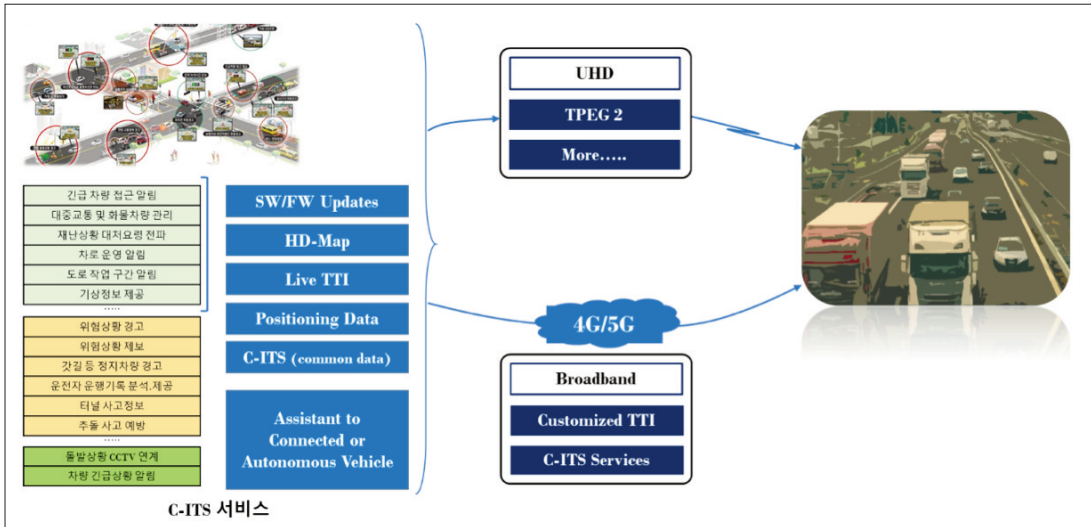 긴급 차량 접근 알림
대중교통 및 화물차량 관리
재난상황 대처요령 전파
차로 운영 알림
도로 작업 구간 알림
기상정보 제공
.....
위험상황 경고
위험상황 제보
갓길 등 정지차량 경고
운전자 운행기록 분석.제공
터널 사고정보
추돌 사고 예방
.....
돌발상황 CCTV 연계
차량 긴급상황 알림
C-ITS 서비스
SW/FW Updates
HD-Map
Live TTI
Positioning Data
C-ITS (common data)
Assistant to
Connected or
Autonomous Vehicle
UHD
TPEG 2
More.....
4G/5G
Broadband
Customized TTI
C-ITS Services